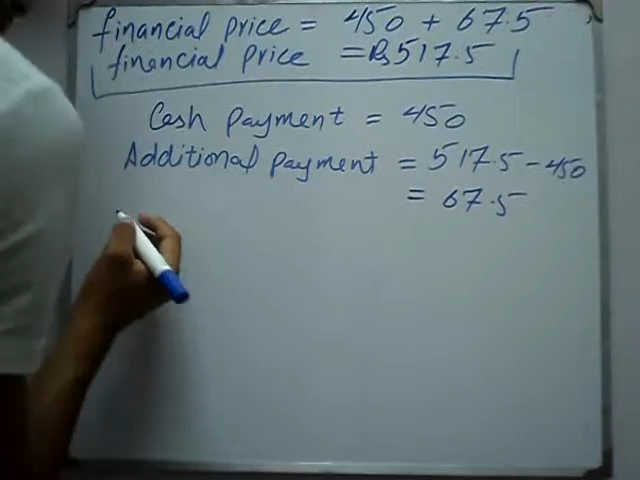 financial price = 450 + 67.5
financial price = Rs 517.5
Cash payment = 450
Additional payment = 517.5 - 450
= 67.5